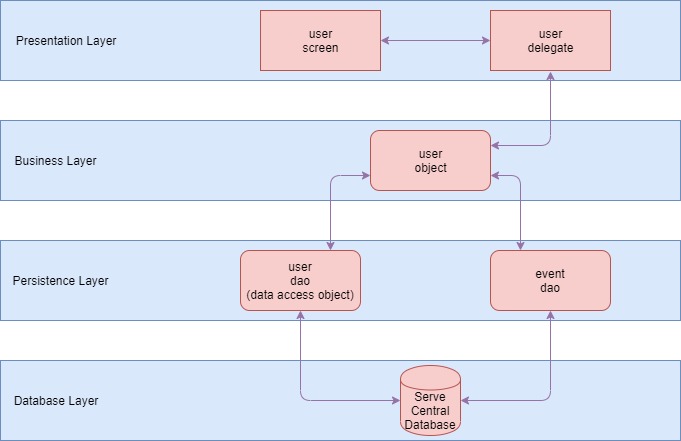 Presentation Layer
user
screen
user
delegate
Business Layer
user
object
Persistence Layer
user
dao
(data access object)
event
dao
Database Layer
Serve
Central
Database